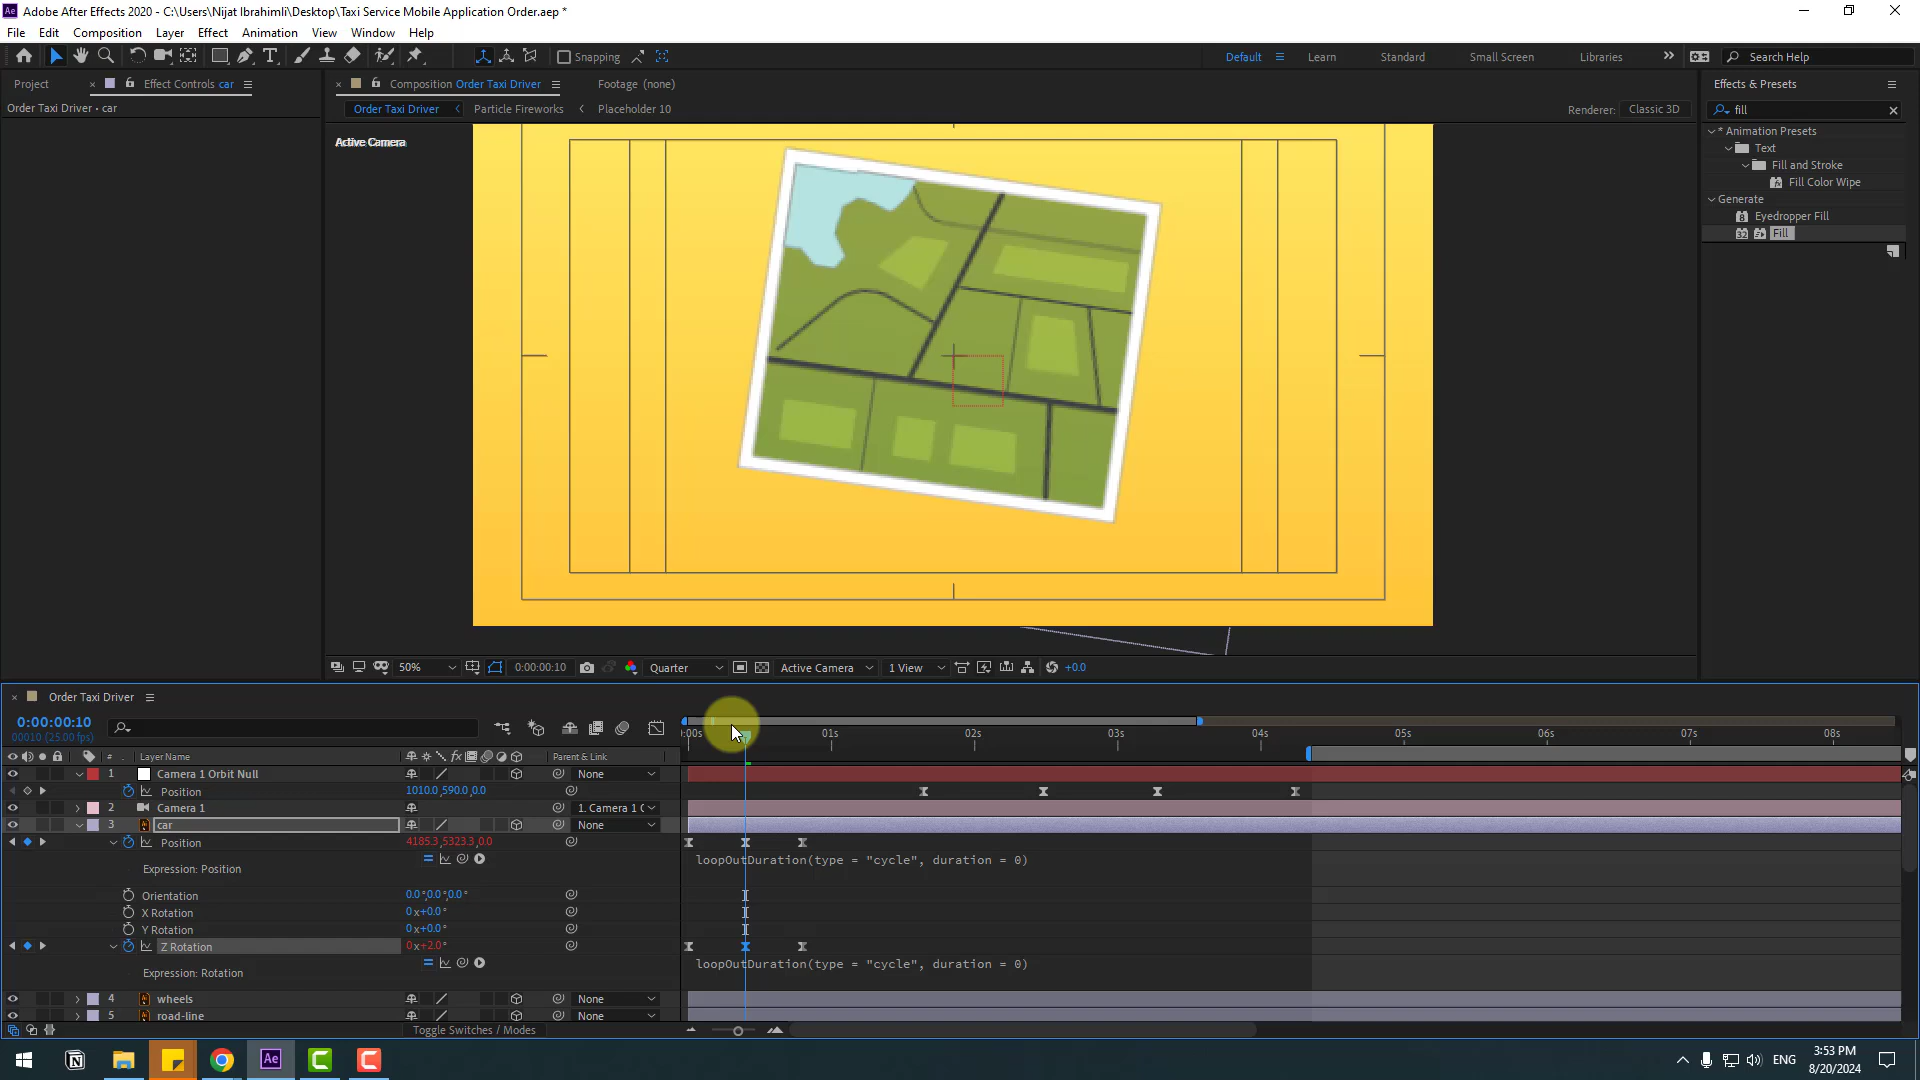 Adobe After Effects 2020 - C:\Users\Nijat Ibrahimli\Desktop\Taxi Service Mobile Application Order.aep *
File Edit Composition Layer Effect Animation View Window Help
Snapping
Default Learn Standard Small Screen Libraries Search Help
Project Effect Controls car
Composition Order Taxi Driver
Footage (none)
Effects & Presets
Order Taxi Driver • car
Order Taxi Driver Particle Fireworks Placeholder 10
Renderer: Classic 3D
fill
Active Camera
* Animation Presets
Text
Fill and Stroke
Fill Color Wipe
Generate
Eyedropper Fill
Fill
50% 0:00:00:10 Quarter Active Camera 1 View +0.0
Order Taxi Driver
0:00:00:10
00010 (25.00 fps)
:00s 01s 02s 03s 04s 05s 06s 07s 08s
# Layer Name Parent & Link
1 Camera 1 Orbit Null None
Position 1010.0,590.0,0.0
2 Camera 1 1. Camera 1 C
3 car None
Position 4185.3,5323.3,0.0
Expression: Position loopOutDuration(type = "cycle", duration = 0)
Orientation 0.0°,0.0°,0.0°
X Rotation 0x+0.0°
Y Rotation 0x+0.0°
Z Rotation 0x+2.0°
Expression: Rotation loopOutDuration(type = "cycle", duration = 0)
4 wheels None
5 road-line None
Toggle Switches / Modes
ENG
3:53 PM
8/20/2024